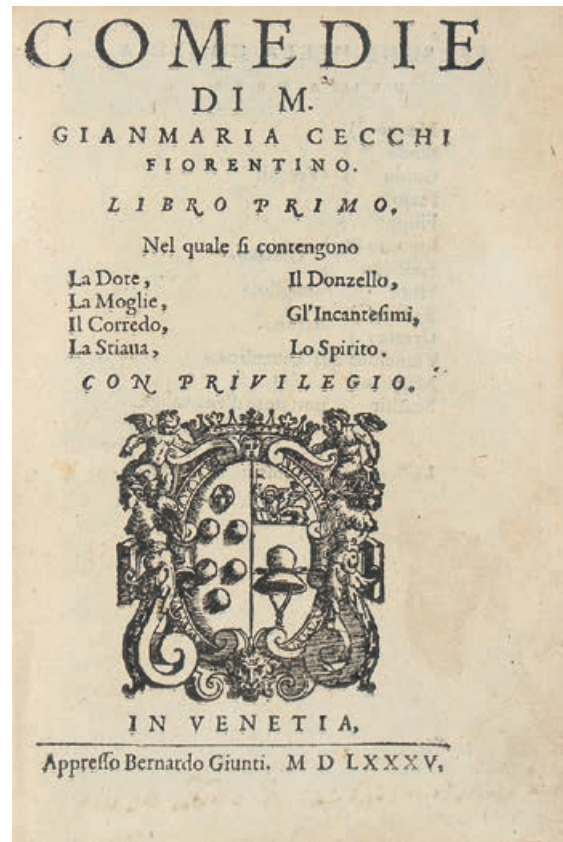 COMEDIE
DI M.
GIANMARIA CECCHI
FIORENTINO.
LIBRO PRIMO,
Nel quale ſi contengono
La Dote,
La Moglie,
Il Corredo,
La Stiaua,
Il Donzello,
Gl'Incanteſimi,
Lo Spirito.
CON PRIVILEGIO.
IN VENETIA,
Appreſſo Bernardo Giunti. M D LXXXV,